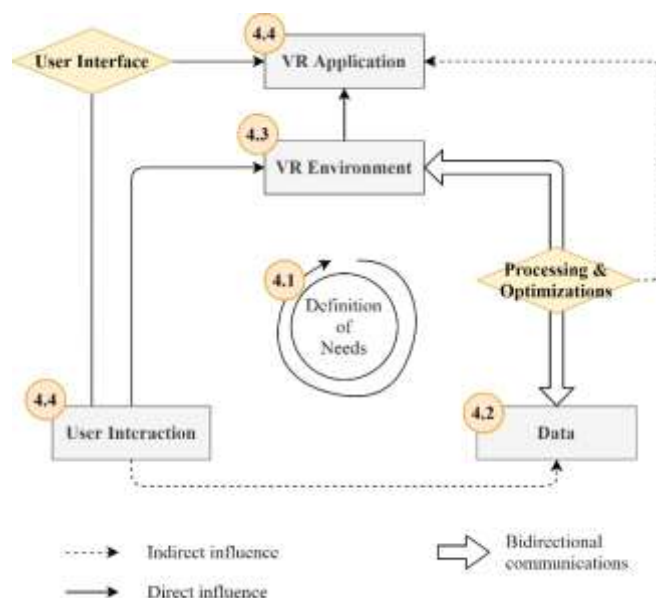 4.4
User Interface
VR Application
4.3
VR Environment
4.1
Processing &
Optimizations
Definition
of
Needs
4.4
4.2
User Interaction
Data
Indirect influence
Bidirectional
communications
Direct influence